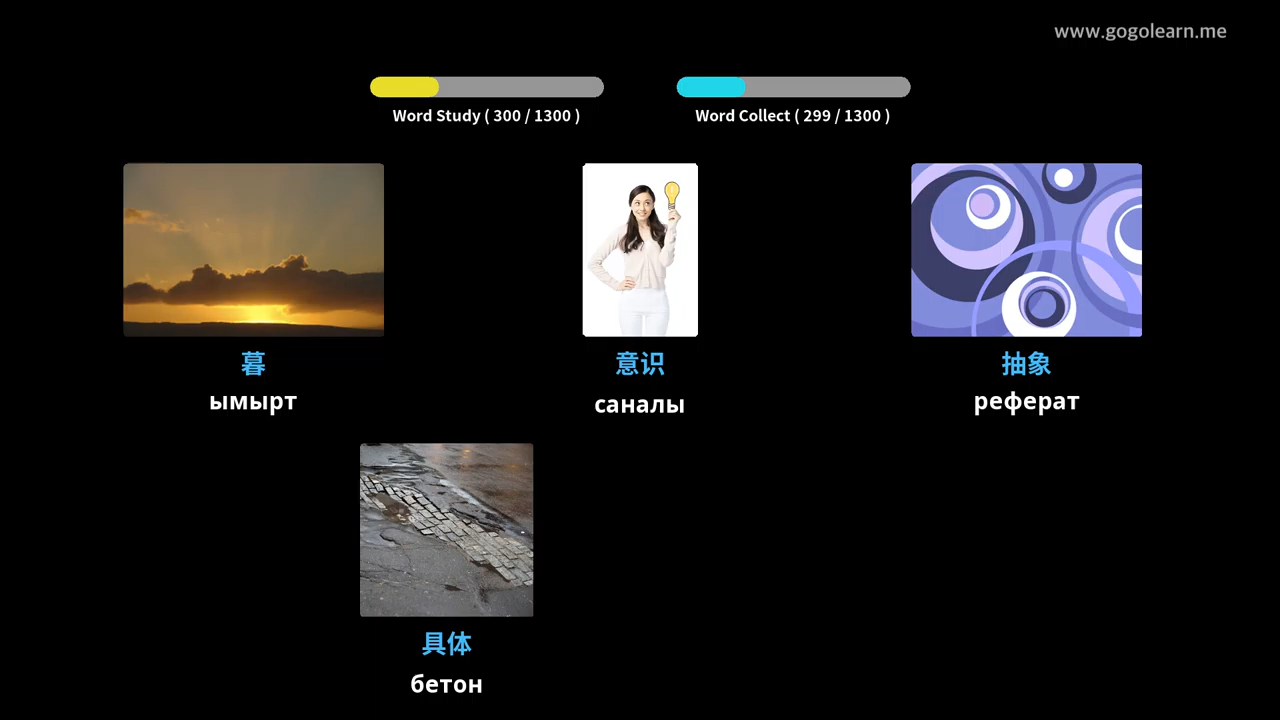 www.gogolearn.me
Word Study ( 300 / 1300 )
Word Collect ( 299 / 1300 )
暮
ымырт
意识
саналы
抽象
реферат
具体
бетон